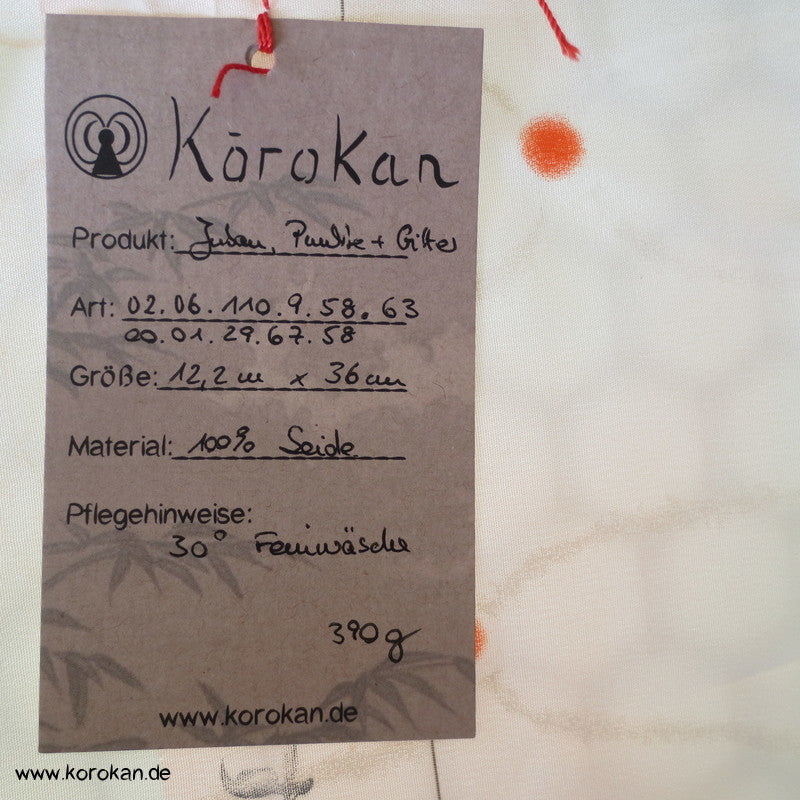 Kōrokan
Produkt: Juban, Punkte + Gitter
Art: 02.06.110.9.58.63
00.01.29.67.58
Größe: 12,2 m x 36 cm
Material: 100% Seide
Pflegehinweise:
30° Feinwäsche
390 g
www.korokan.de
www.korokan.de